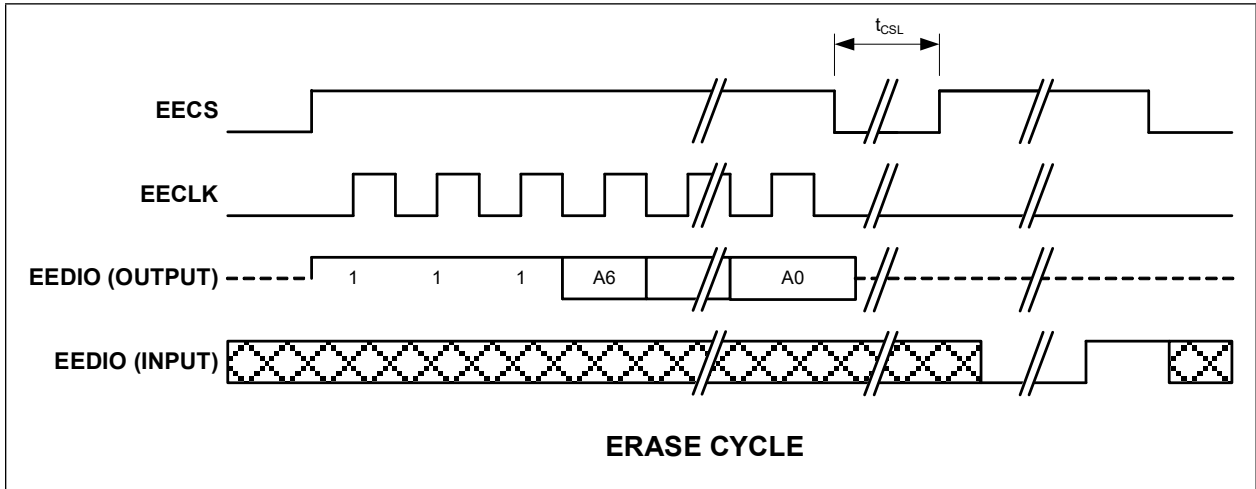 tCSL
EECS
EECLK
EEDIO (OUTPUT) 1 1 1 A6 A0
EEDIO (INPUT)
ERASE CYCLE